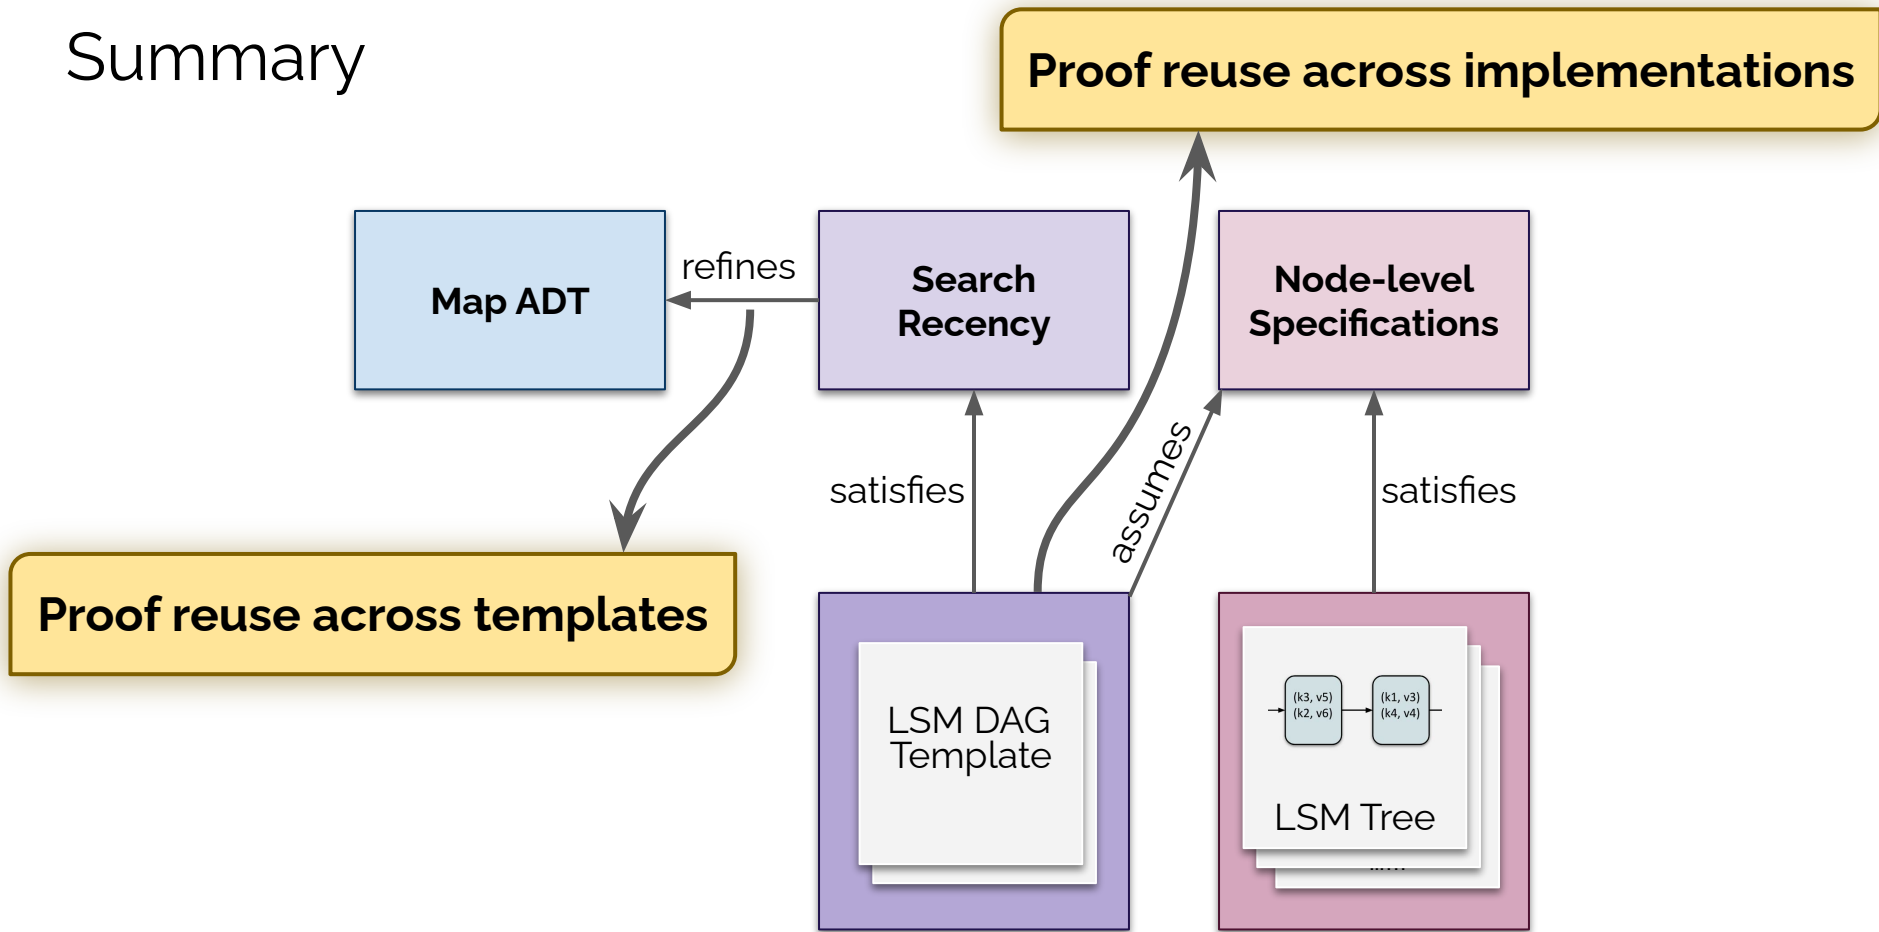 Summary
Proof reuse across implementations
Map ADT
refines
Search
Recency
Node-level
Specifications
satisfies
assumes
satisfies
Proof reuse across templates
LSM DAG
Template
(k3, v5)
(k2, v6)
(k1, v3)
(k4, v4)
LSM Tree